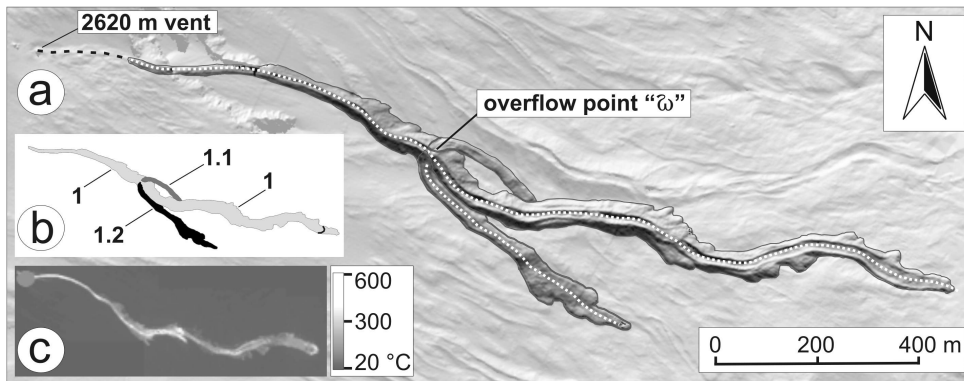 2620 m vent
N
a
overflow point “ω̃”
1.1
1
1
b
1.2
c
600
300
20 °C
0 200 400 m